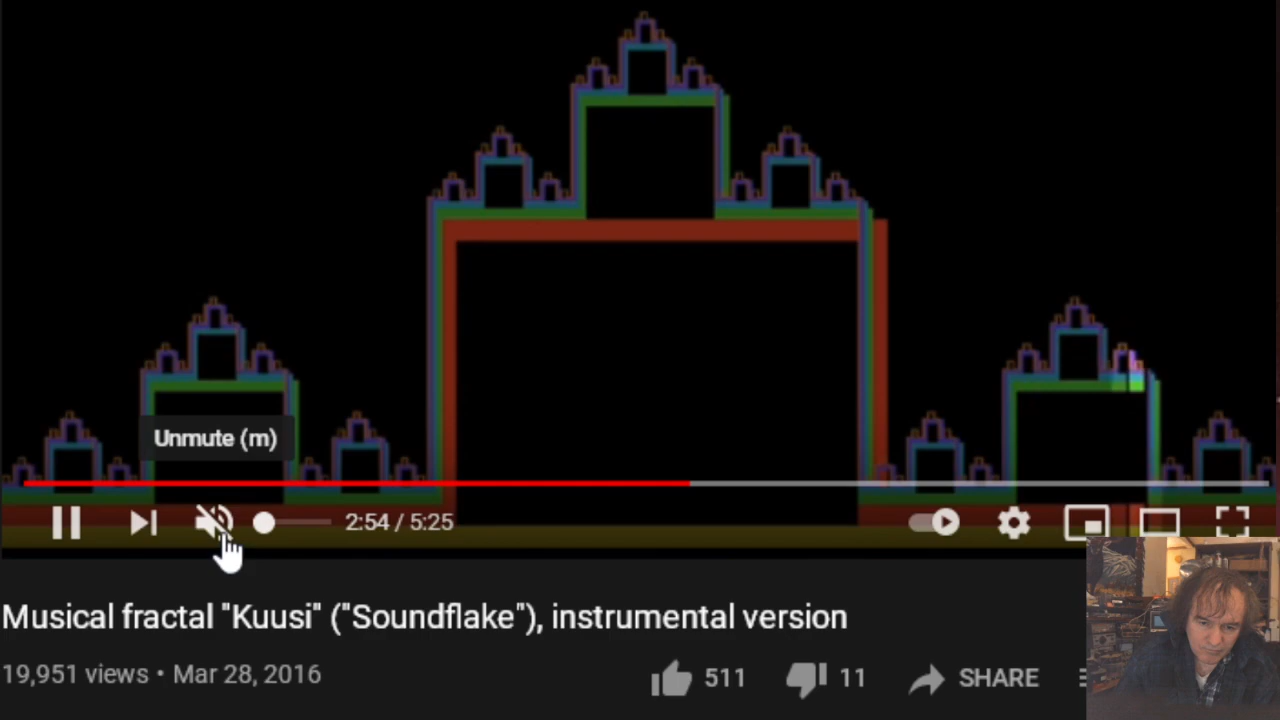 Unmute (m)
2:54 / 5:25
Musical fractal "Kuusi" ("Soundflake"), instrumental version
19,951 views • Mar 28, 2016
511
11
SHARE